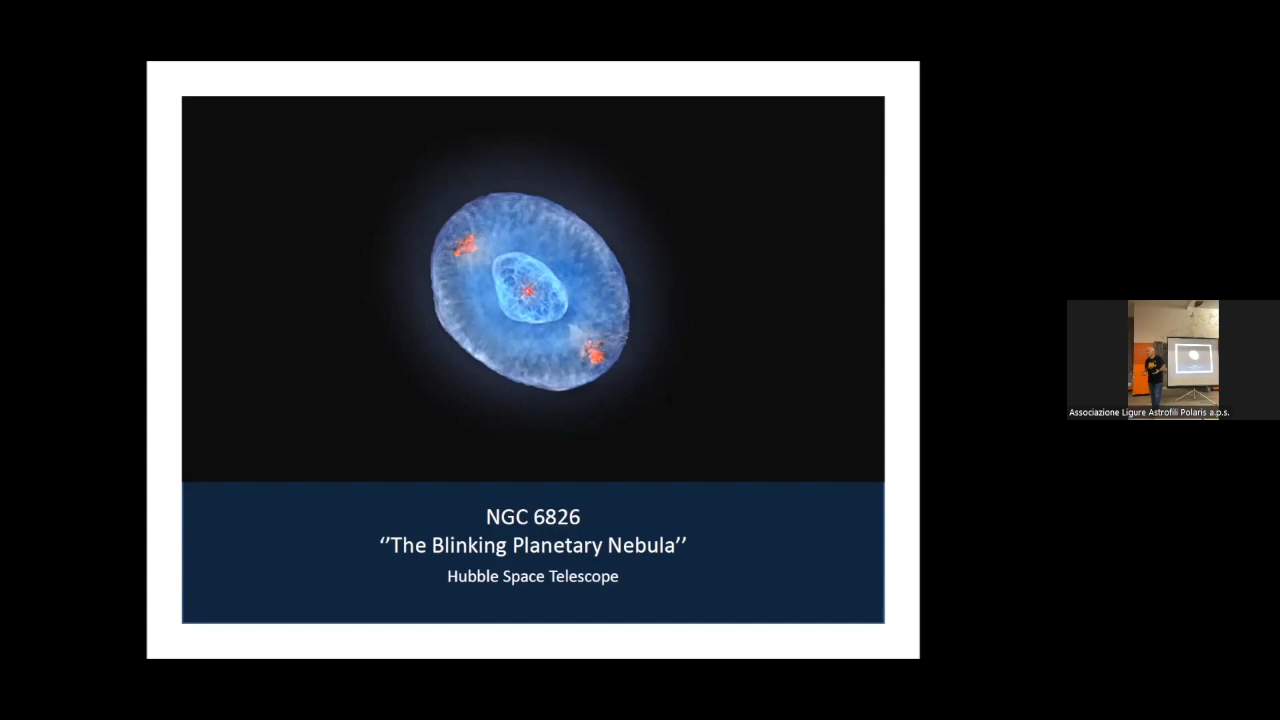 NGC 6826
‘’The Blinking Planetary Nebula’’
Hubble Space Telescope
Associazione Ligure Astrofili Polaris a.p.s.